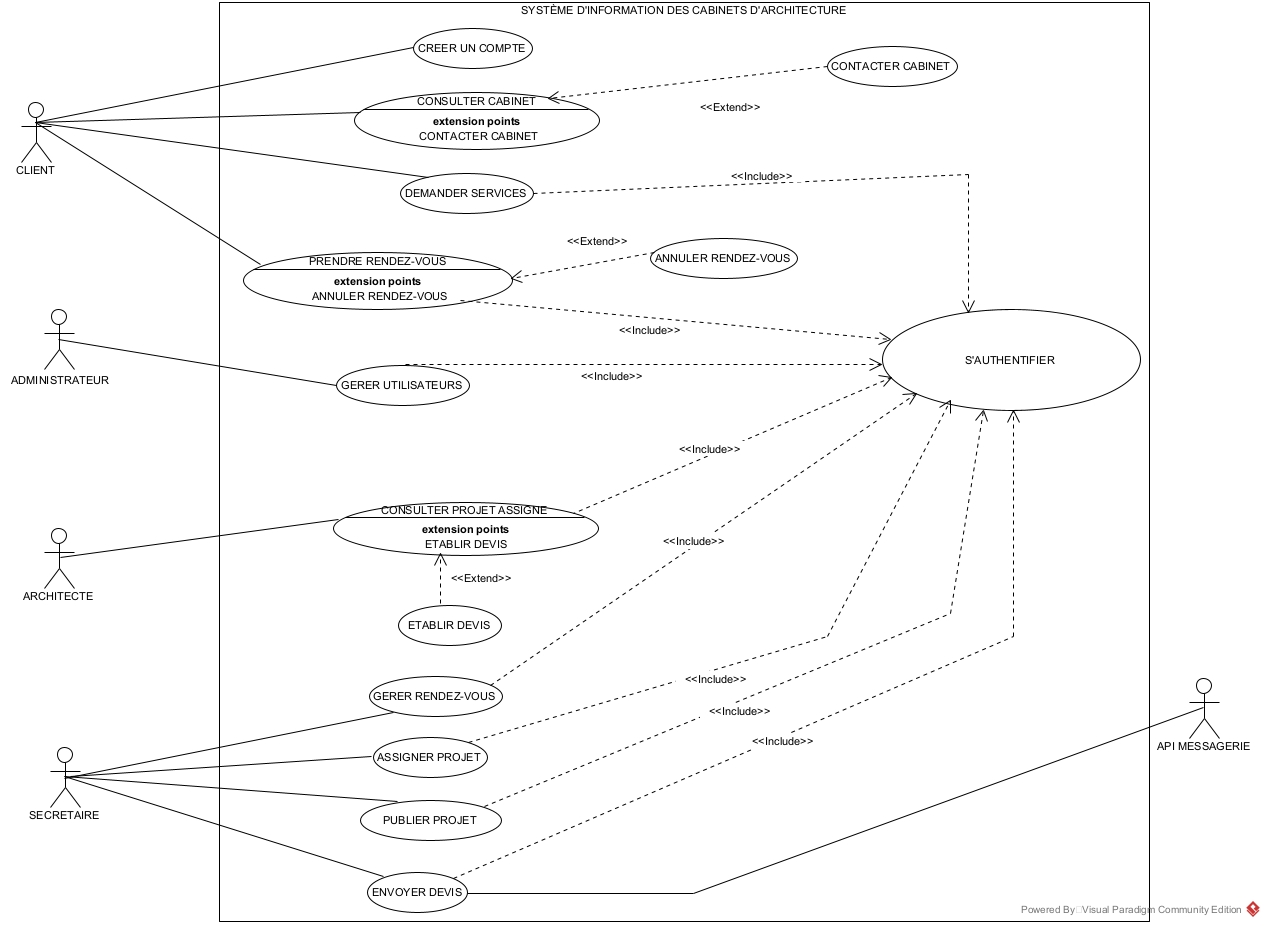 SYSTÈME D'INFORMATION DES CABINETS D'ARCHITECTURE
CREER UN COMPTE
CONTACTER CABINET
CONSULTER CABINET
extension points
CONTACTER CABINET
<<Extend>>
CLIENT
<<Include>>
DEMANDER SERVICES
<<Extend>>
ANNULER RENDEZ-VOUS
PRENDRE RENDEZ-VOUS
extension points
ANNULER RENDEZ-VOUS
<<Include>>
S'AUTHENTIFIER
ADMINISTRATEUR
GERER UTILISATEURS
<<Include>>
<<Include>>
CONSULTER PROJET ASSIGNE
extension points
ETABLIR DEVIS
<<Include>>
<<Extend>>
ARCHITECTE
ETABLIR DEVIS
<<Include>>
GERER RENDEZ-VOUS
<<Include>>
<<Include>>
API MESSAGERIE
ASSIGNER PROJET
SECRETAIRE
PUBLIER PROJET
ENVOYER DEVIS
Powered By Visual Paradigm Community Edition